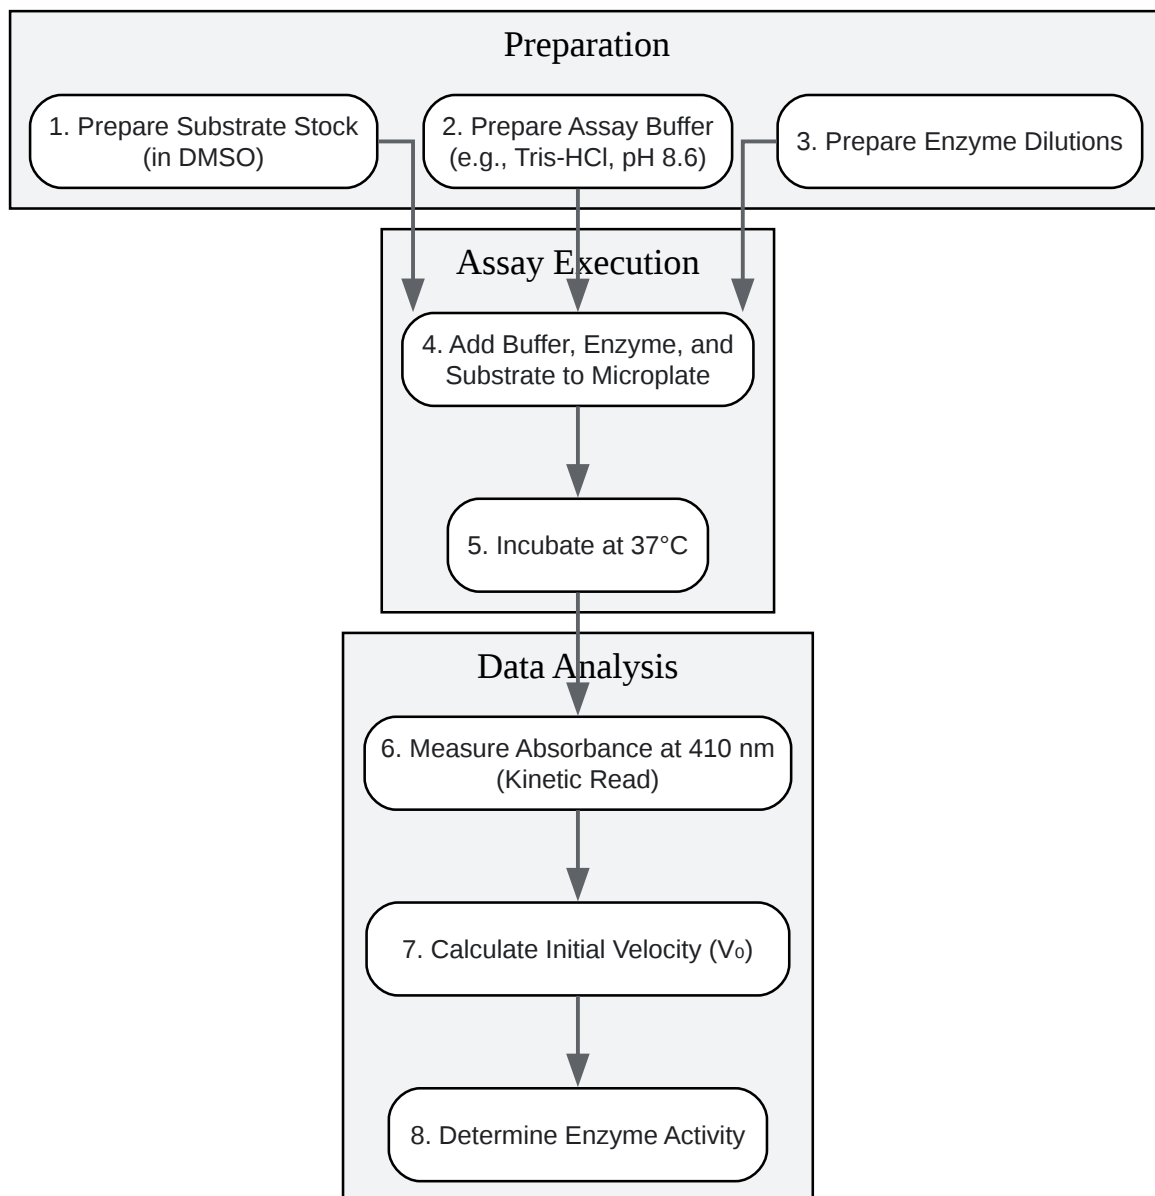 Preparation
1. Prepare Substrate Stock
(in DMSO)
2. Prepare Assay Buffer
(e.g., Tris-HCl, pH 8.6)
3. Prepare Enzyme Dilutions
Assay Execution
4. Add Buffer, Enzyme, and
Substrate to Microplate
5. Incubate at 37°C
Data Analysis
6. Measure Absorbance at 410 nm
(Kinetic Read)
7. Calculate Initial Velocity (V₀)
8. Determine Enzyme Activity